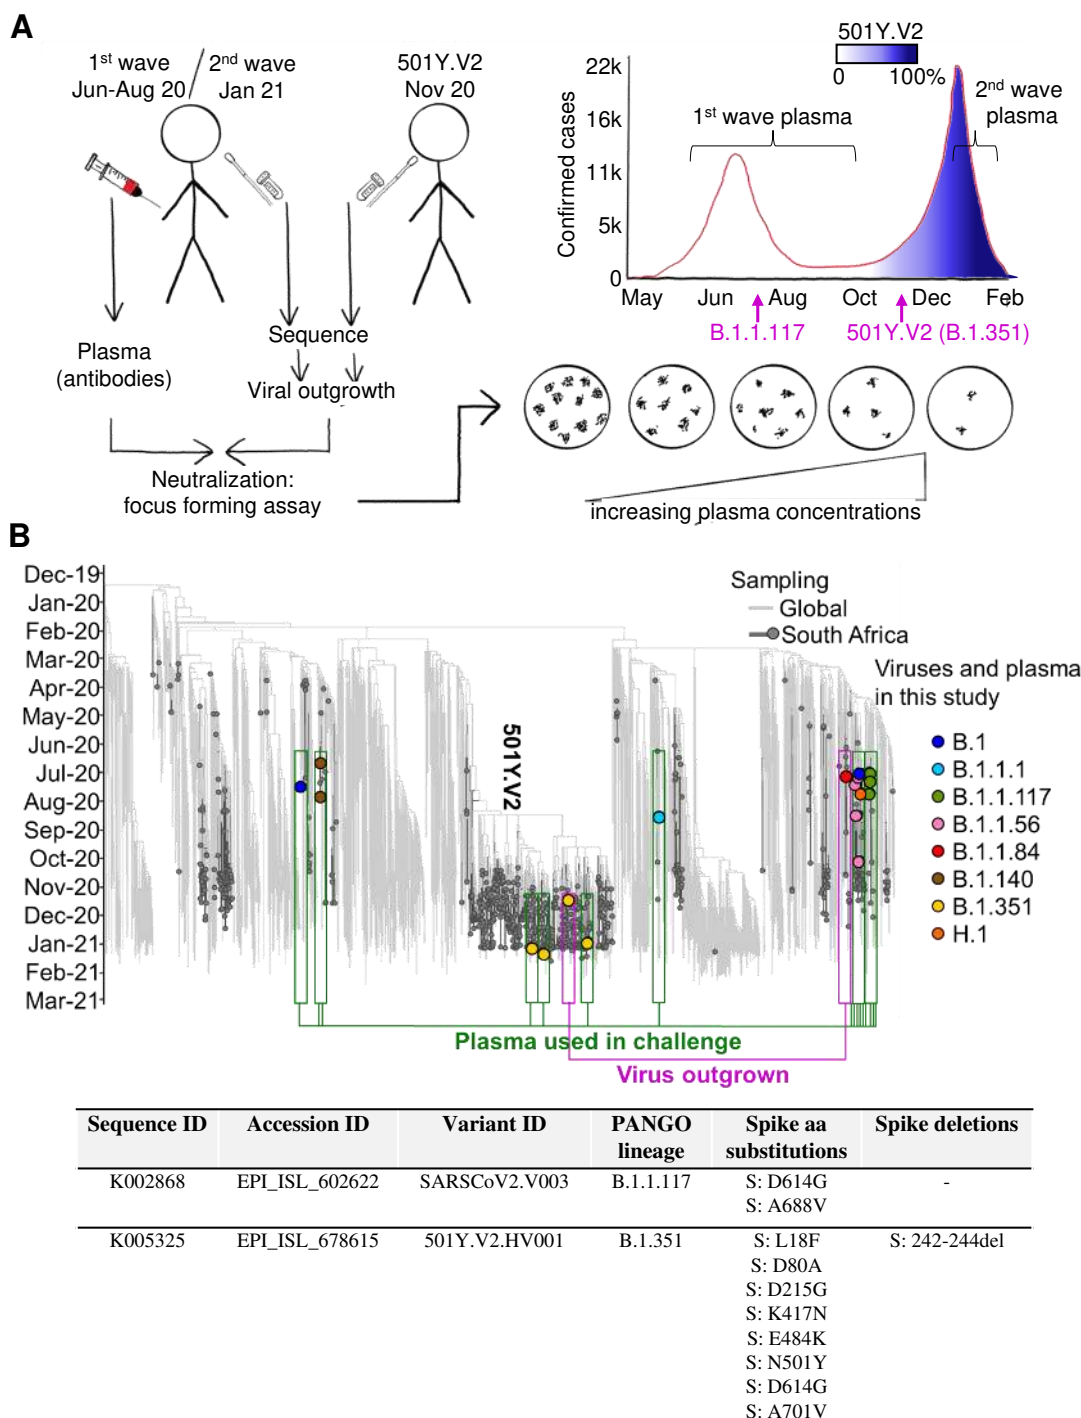 A
1st wave
Jun-Aug 20
2nd wave
Jan 21
501Y.V2
Nov 20
Plasma
(antibodies)
Sequence
Viral outgrowth
Neutralization:
focus forming assay
501Y.V2
0 100%
Confirmed cases
22k
16k
11k
5k
0
1st wave plasma
2nd wave
plasma
May Jun Aug Oct Dec Feb
B.1.1.117 501Y.V2 (B.1.351)
increasing plasma concentrations
B
Dec-19
Jan-20
Feb-20
Mar-20
Apr-20
May-20
Jun-20
Jul-20
Aug-20
Sep-20
Oct-20
Nov-20
Dec-20
Jan-21
Feb-21
Mar-21
501Y.V2
Sampling
Global
South Africa
Viruses and plasma
in this study
B.1
B.1.1.1
B.1.1.117
B.1.1.56
B.1.1.84
B.1.140
B.1.351
H.1
Plasma used in challenge
Virus outgrown
Sequence ID Accession ID Variant ID PANGO lineage Spike aa substitutions Spike deletions
K002868 EPI_ISL_602622 SARSCoV2.V003 B.1.1.117 S: D614G -
S: A688V
K005325 EPI_ISL_678615 501Y.V2.HV001 B.1.351 S: L18F S: 242-244del
S: D80A
S: D215G
S: K417N
S: E484K
S: N501Y
S: D614G
S: A701V